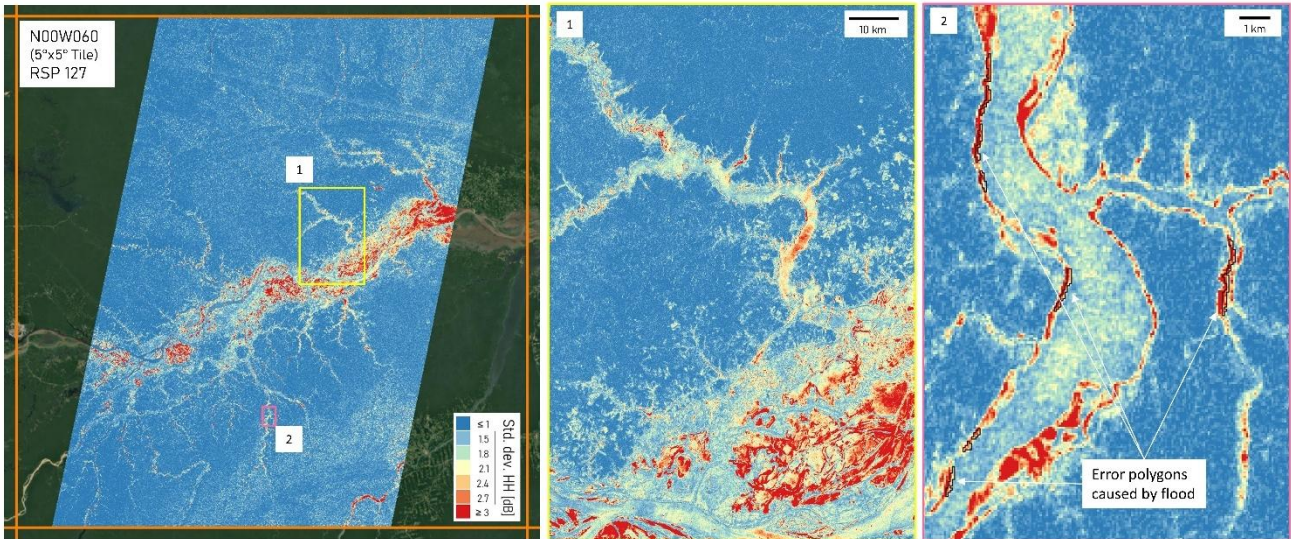 N00W060
(5°x5° Tile)
RSP 127
1
2
Std. dev. HH [dB]
≤ 1
1.5
1.8
2.1
2.4
2.7
≥ 3
1
10 km
2
1 km
Error polygons
caused by flood